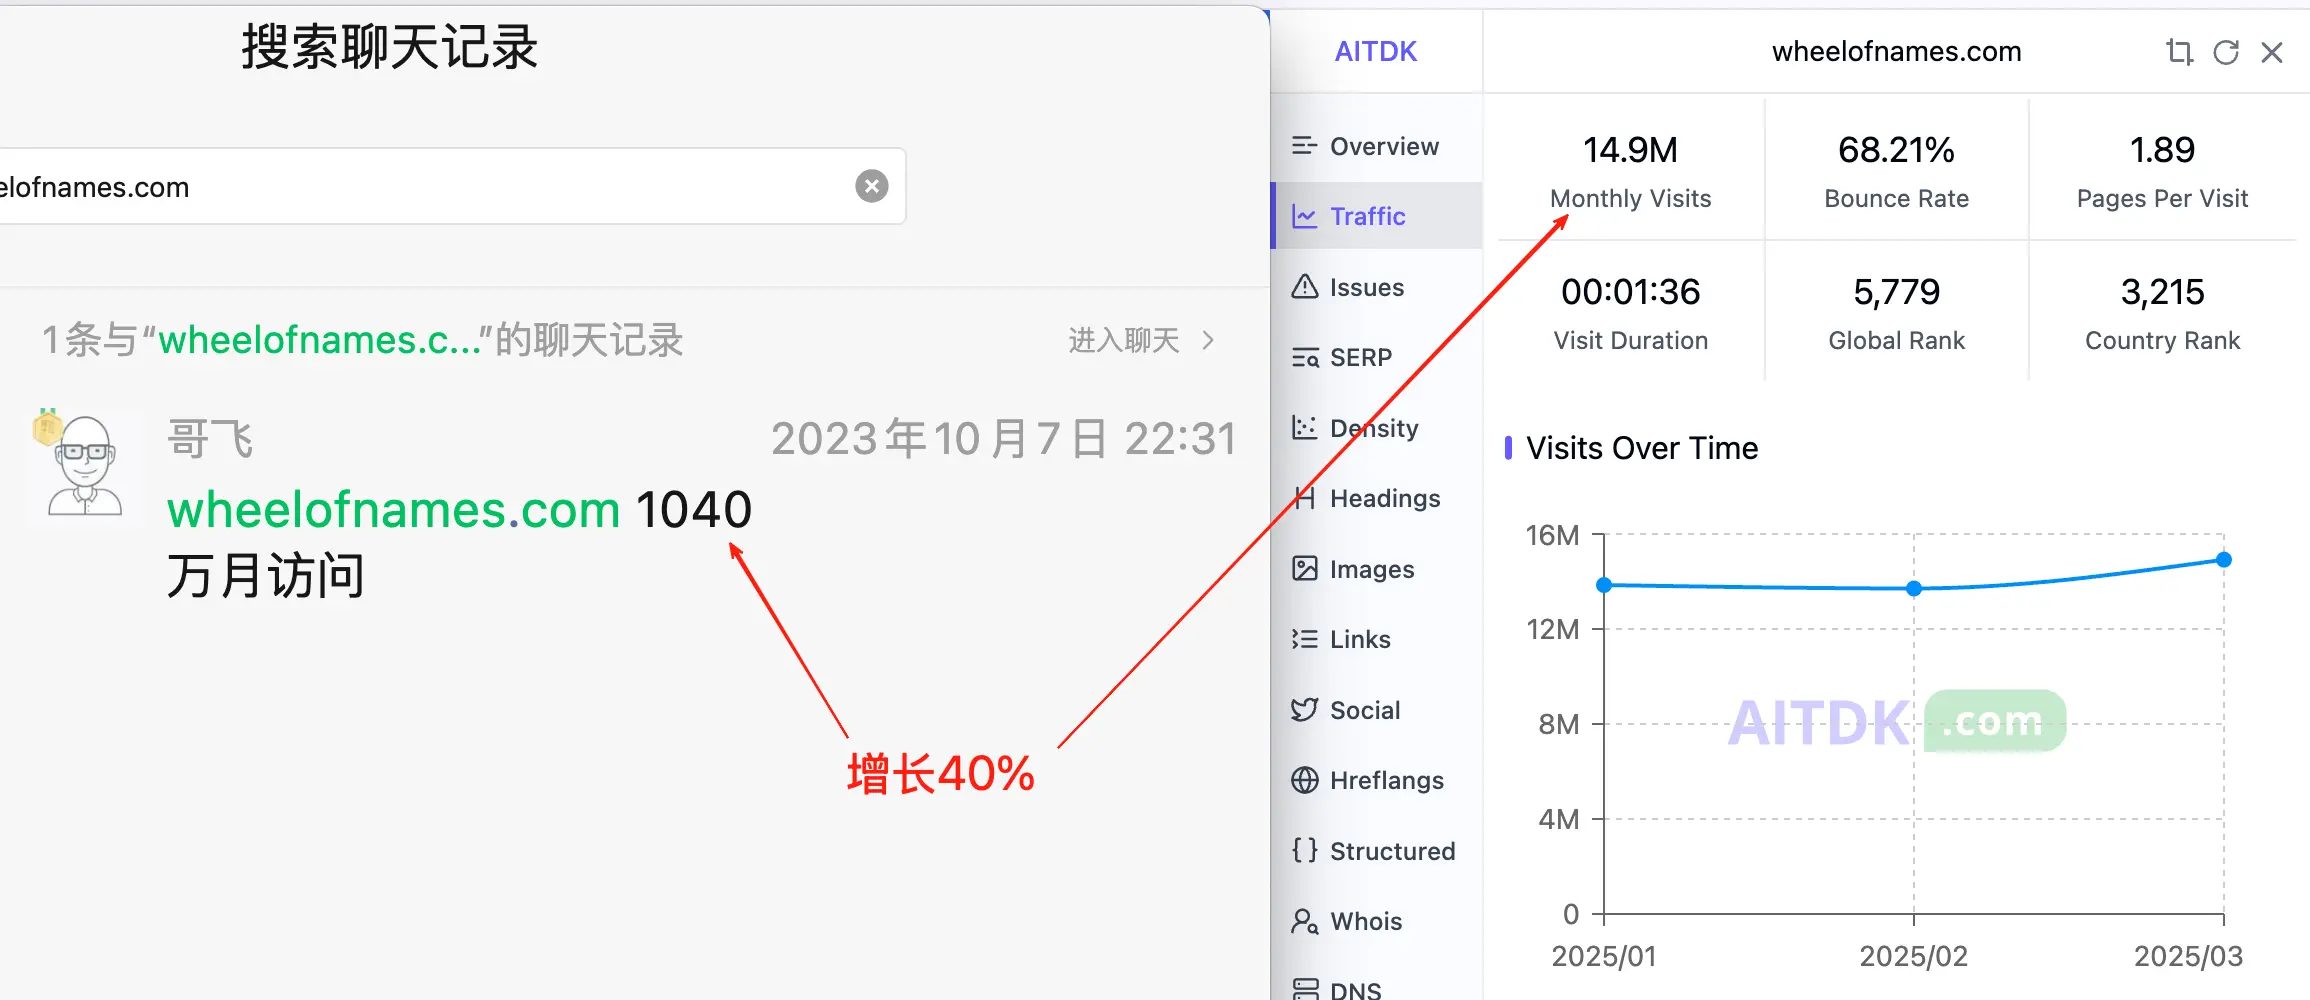 搜索聊天记录
elofnames.com
1条与“wheelofnames.c...”的聊天记录
进入聊天
哥飞
2023年10月7日 22:31
wheelofnames.com 1040
万月访问
增长40%
AITDK
wheelofnames.com
Overview
Traffic
Issues
SERP
Density
Headings
Images
Links
Social
Hreflangs
Structured
Whois
DNS
14.9M
Monthly Visits
68.21%
Bounce Rate
1.89
Pages Per Visit
00:01:36
Visit Duration
5,779
Global Rank
3,215
Country Rank
Visits Over Time
16M
12M
8M
4M
0
2025/01
2025/02
2025/03
AITDK.com